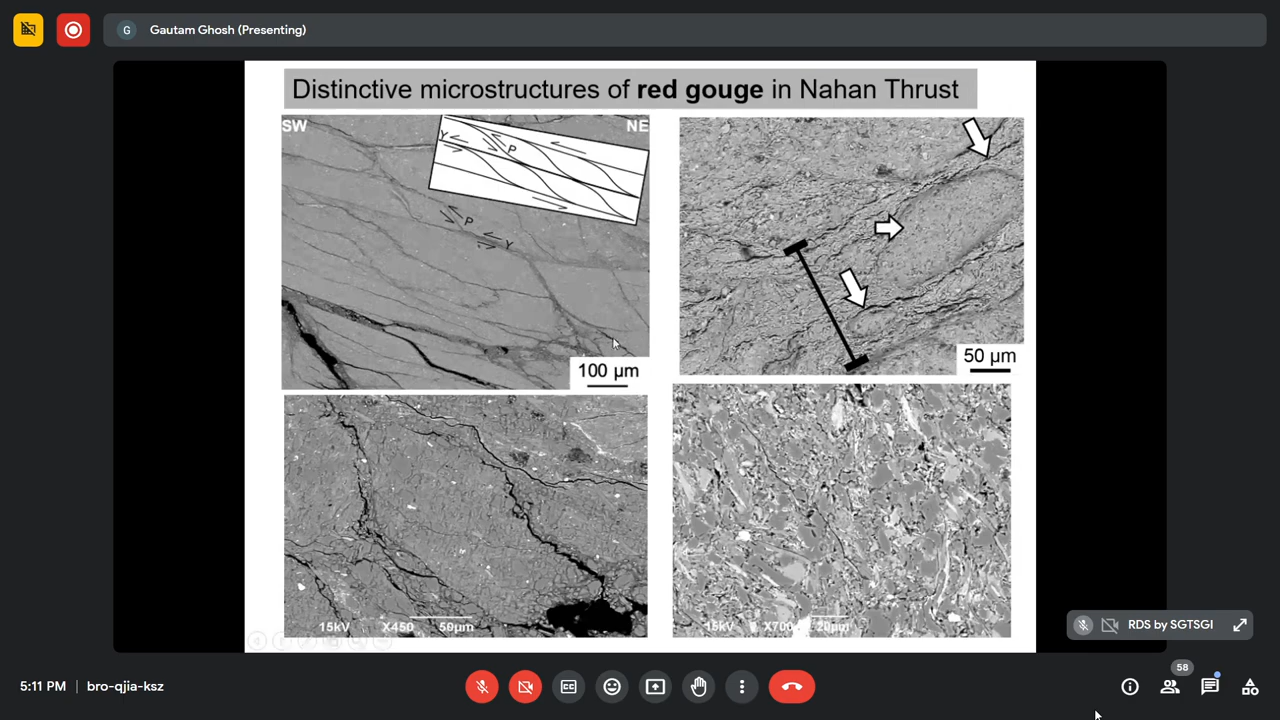 G Gautam Ghosh (Presenting)
Distinctive microstructures of red gouge in Nahan Thrust
SW
NE
Y
P
P
Y
100 µm
50 µm
15kV X450 50µm
15kV X700 20µm
RDS by SGTSGI
5:11 PM | bro-qjia-ksz
58